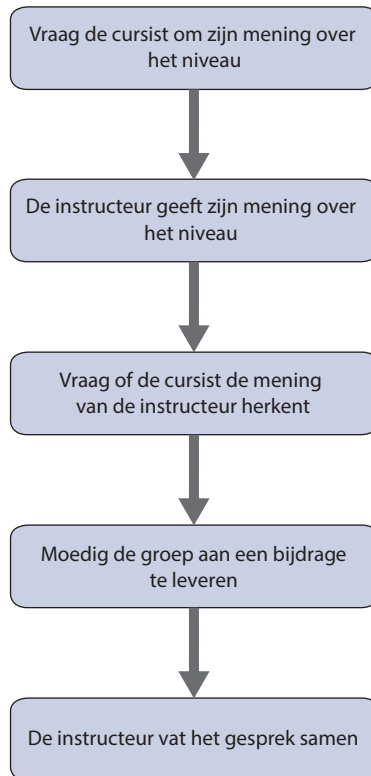 Vraag de cursist om zijn mening over
het niveau
De instructeur geeft zijn mening over
het niveau
Vraag of de cursist de mening
van de instructeur herkent
Moedig de groep aan een bijdrage
te leveren
De instructeur vat het gesprek samen